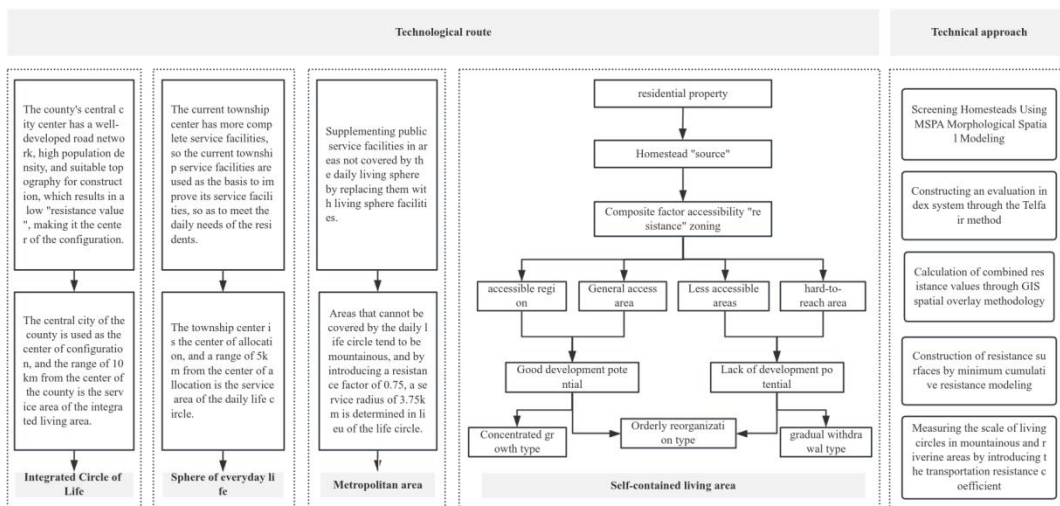 Technological route
Technical approach
The county's central c
ity center has a well-
developed road netwo
rk, high population de
nsity, and suitable top
ography for constructi
on, which results in a
low "resistance value
", making it the cente
r of the configuration.
The central city of the
county is used as the
center of configuratio
n, and the range of 10
km from the center of
the county is the serv
ice area of the integra
ted living area.
Integrated Circle of
Life
The current township
center has more comp
lete service facilities,
so the current townshi
p service facilities are
used as the basis to im
prove its service facili
ties, so as to meet the
daily needs of the resi
dents.
The township center i
s the center of allocat
ion, and a range of 5k
m from the center of a
llocation is the service
area of the daily life c
ircle.
Sphere of everyday li
fe
Supplementing public
service facilities in ar
eas not covered by th
e daily living sphere
by replacing them wit
h living sphere faciliti
es.
Areas that cannot be
covered by the daily l
ife circle tend to be
mountainous, and by
introducing a resistanc
e factor of 0.75, a se
rvice radius of 3.75k
m is determined in li
eu of the life circle.
Metropolitan area
residential property
Homestead "source"
Composite factor accessibility "re
sistance" zoning
accessible regi
on
General access
area
Less accessible
areas
hard-to-
reach area
Good development pote
ntial
Lack of development po
tential
Concentrated gr
owth type
Orderly reorganizati
on type
gradual withdra
wal type
Self-contained living area
Screening Homesteads Using
MSPA Morphological Spatia
l Modeling
Constructing an evaluation in
dex system through the Telfa
ir method
Calculation of combined res
istance values through GIS
spatial overlay methodology
Construction of resistance su
rfaces by minimum cumulati
ve resistance modeling
Measuring the scale of living
circles in mountainous and r
iverine areas by introducing t
he transportation resistance c
oefficient